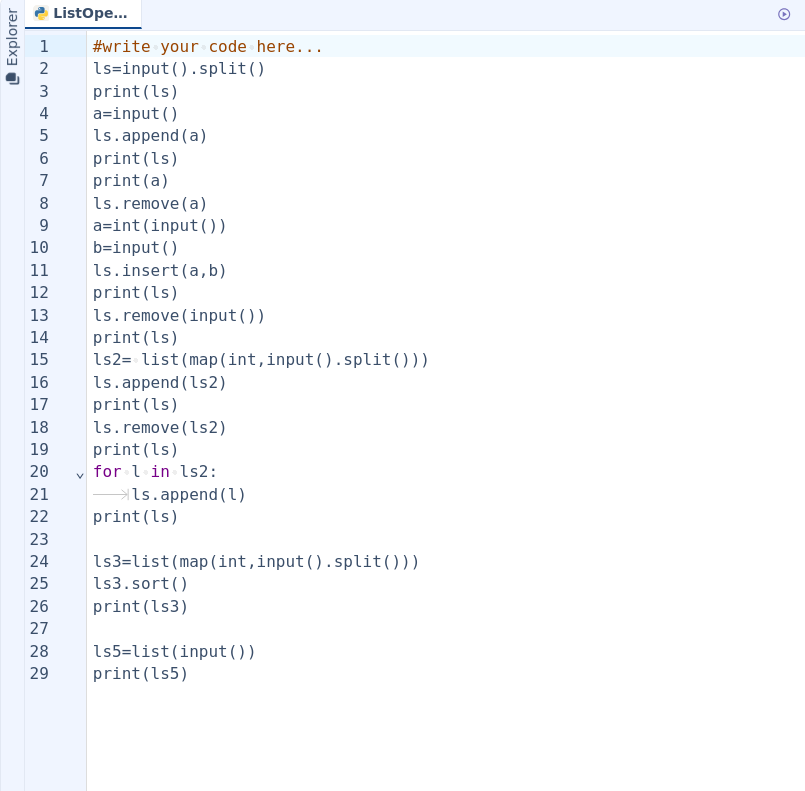 Explorer
ListOpe...
1 #write your code here...
2 ls=input().split()
3 print(ls)
4 a=input()
5 ls.append(a)
6 print(ls)
7 print(a)
8 ls.remove(a)
9 a=int(input())
10 b=input()
11 ls.insert(a,b)
12 print(ls)
13 ls.remove(input())
14 print(ls)
15 ls2= list(map(int,input().split()))
16 ls.append(ls2)
17 print(ls)
18 ls.remove(ls2)
19 print(ls)
20 for l in ls2:
21     ls.append(l)
22 print(ls)
23
24 ls3=list(map(int,input().split()))
25 ls3.sort()
26 print(ls3)
27
28 ls5=list(input())
29 print(ls5)